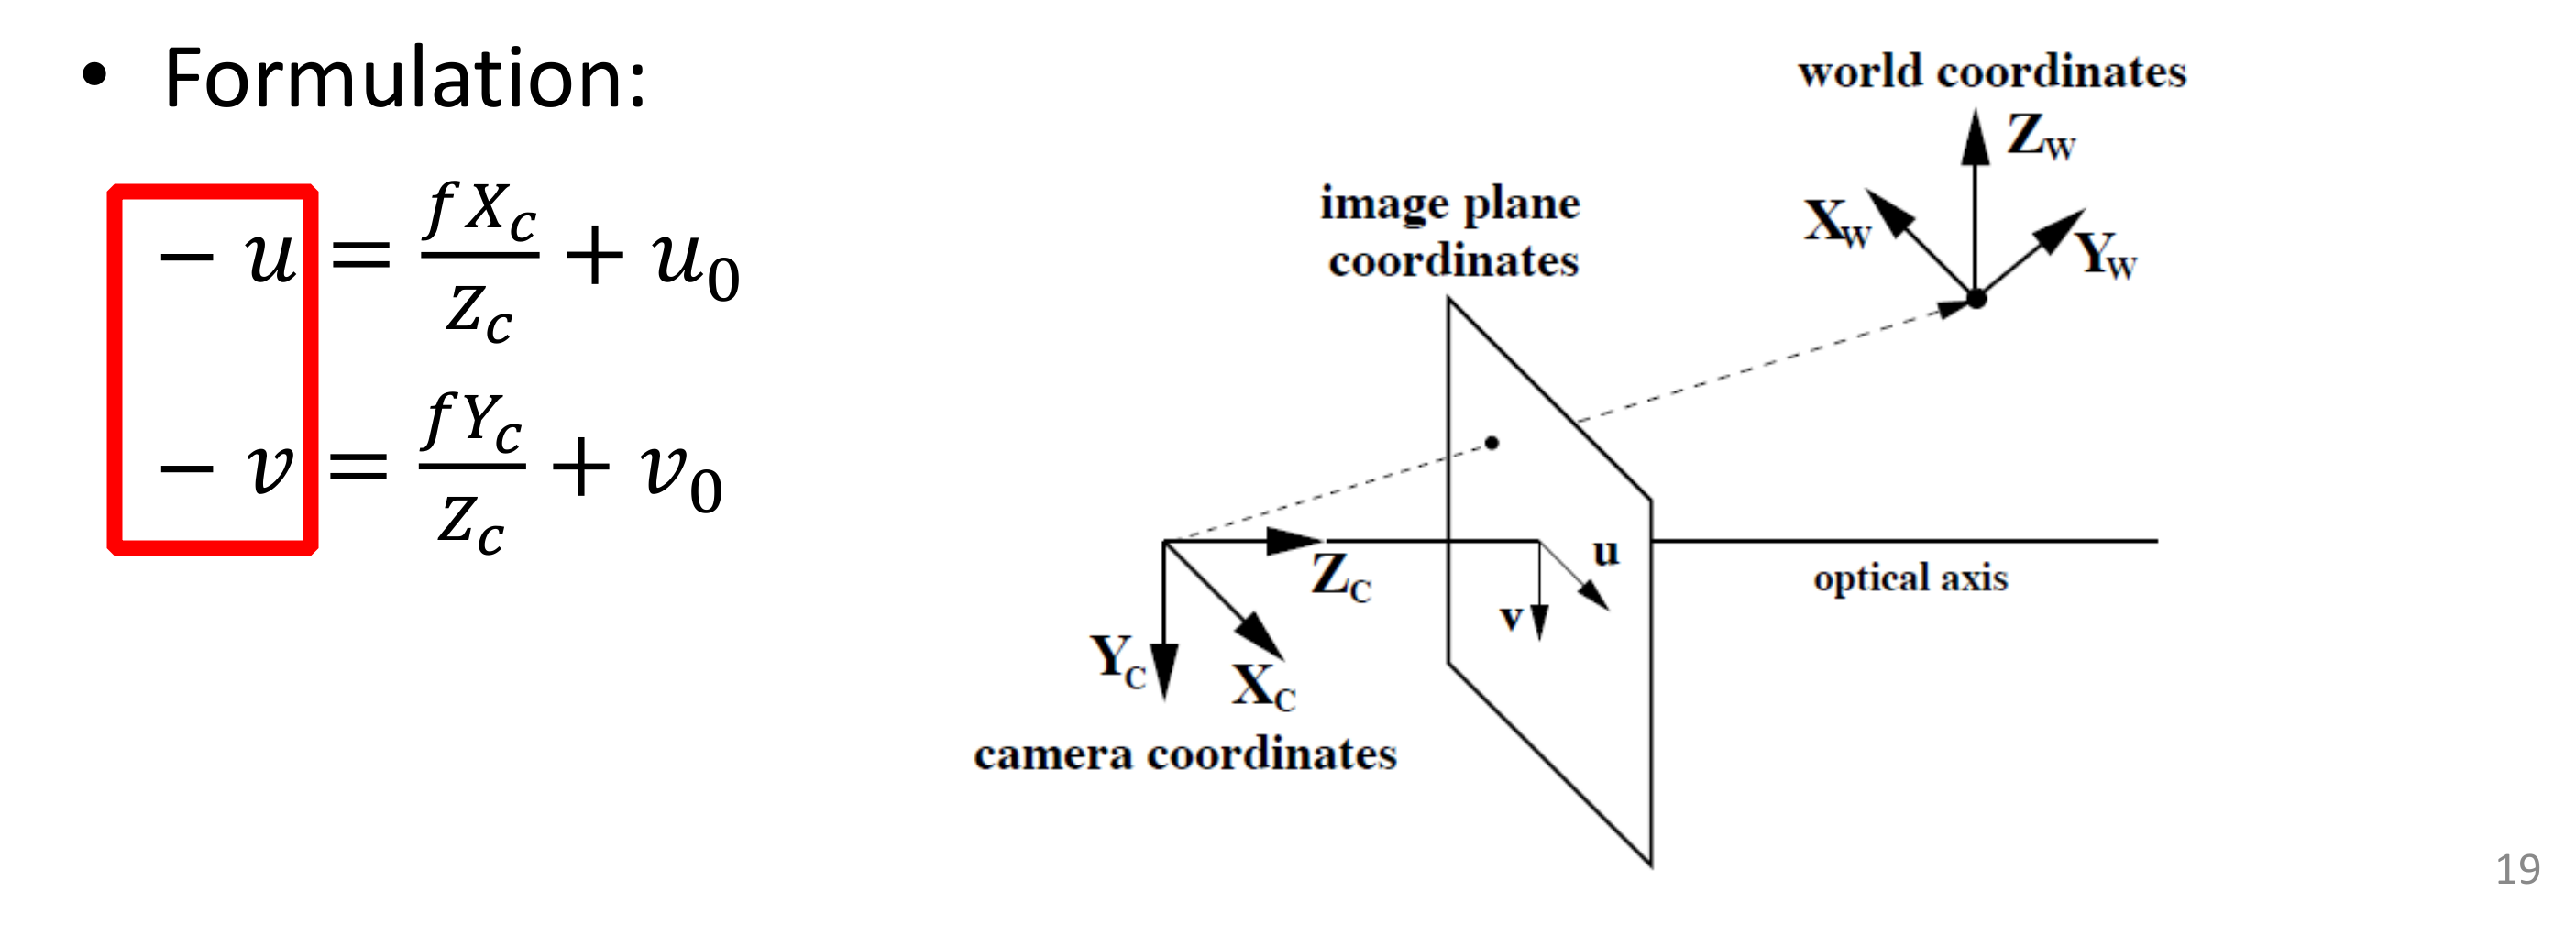 • Formulation:
– u = fX_c / Z_c + u_0
– v = fY_c / Z_c + v_0
world coordinates
Z_W
X_W
Y_W
image plane
coordinates
u
v
Z_C
optical axis
Y_C
X_C
camera coordinates
19